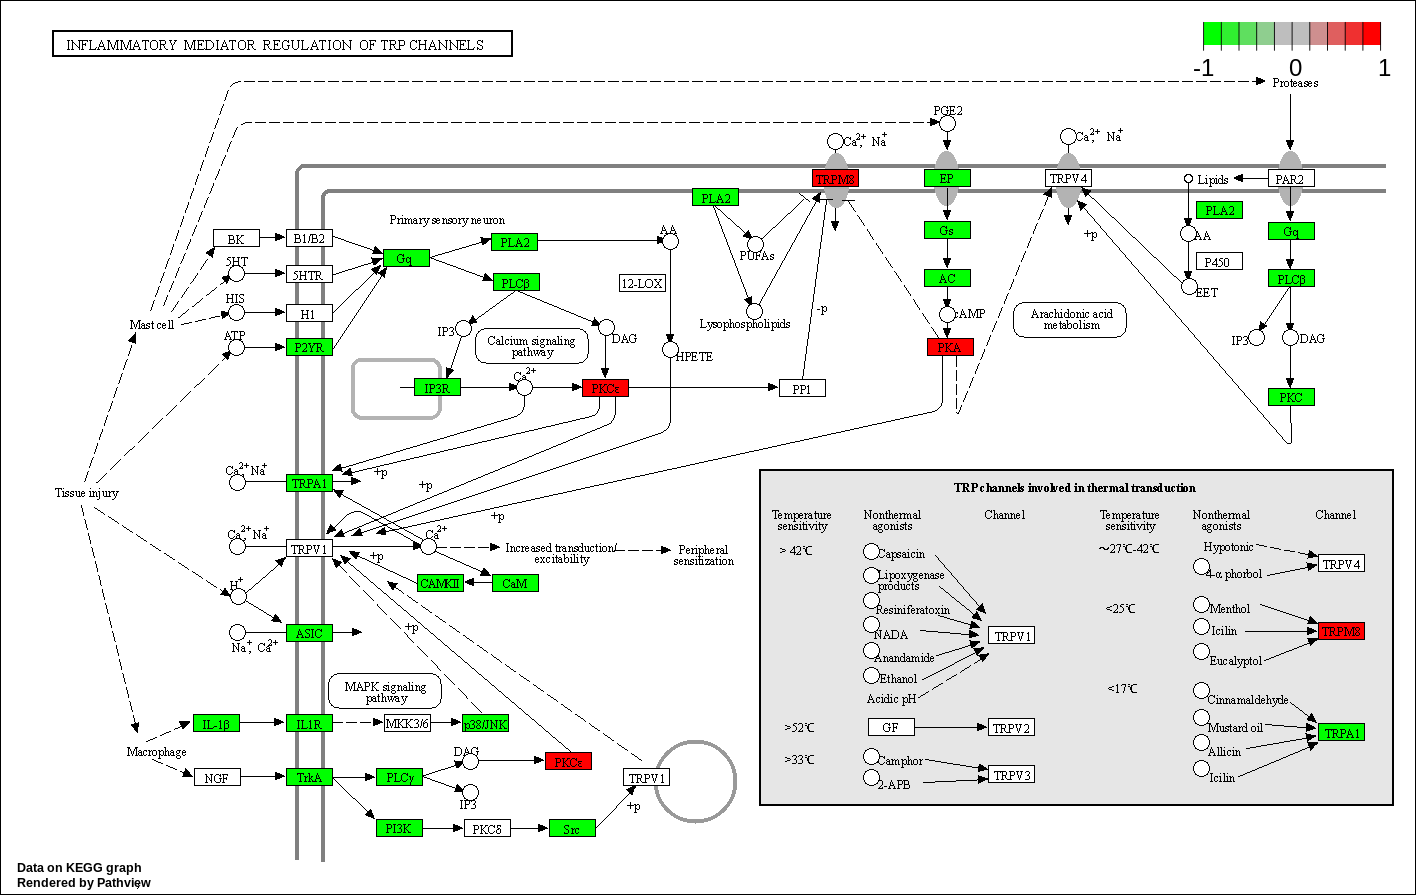 INFLAMMATORY MEDIATOR REGULATION OF TRP CHANNELS
-1 0 1
Proteases
PGE2
Ca2+, Na+
Ca2+, Na+
TRPM8
EP
TRPV4
Lipids
PAR2
PLA2
PLA2
Primary sensory neuron
BK
B1/B2
Gq
PLA2
AA
PUFAs
Gs
+p
AA
Gq
5HT
5HTR
PLCβ
12-LOX
AC
P450
PLCβ
HIS
H1
EET
Mast cell
IP3
DAG
Lysophospholipids
-p
cAMP
Arachidonic acid
metabolism
ATP
P2YR
Calcium signaling
pathway
HPETE
PKA
IP3
DAG
IP3R
Ca2+
PKCε
PP1
PKC
Ca2+ Na+
TRPA1
+p
+p
Tissue injury
+p
Ca2+ Na+
TRPV1
Ca2+
+p
Increased transduction/
excitability
Peripheral
sensitization
H+
CAMKII
CaM
ASIC
Na+, Ca2+
+p
MAPK signaling
pathway
IL-1β
IL1R
MKK3/6
p38/JNK
Macrophage
NGF
TrkA
PLCγ
DAG
IP3
PKCε
TRPV1
+p
PI3K
PKC8
Src
TRP channels involved in thermal transduction
Temperature
sensitivity
Nonthermal
agonists
Channel
Temperature
sensitivity
Nonthermal
agonists
Channel
> 42℃
Capsaicin
Lipoxygenase
products
Resiniferatoxin
NADA
Anandamide
Ethanol
Acidic pH
TRPV1
>52℃
GF
TRPV2
>33℃
Camphor
2-APB
TRPV3
~27℃-42℃
Hypotonic
4-α phorbol
TRPV4
<25℃
Menthol
Icilin
Eucalyptol
TRPM8
<17℃
Cinnamaldehyde
Mustard oil
Allicin
Icilin
TRPA1
Data on KEGG graph
Rendered by Pathview